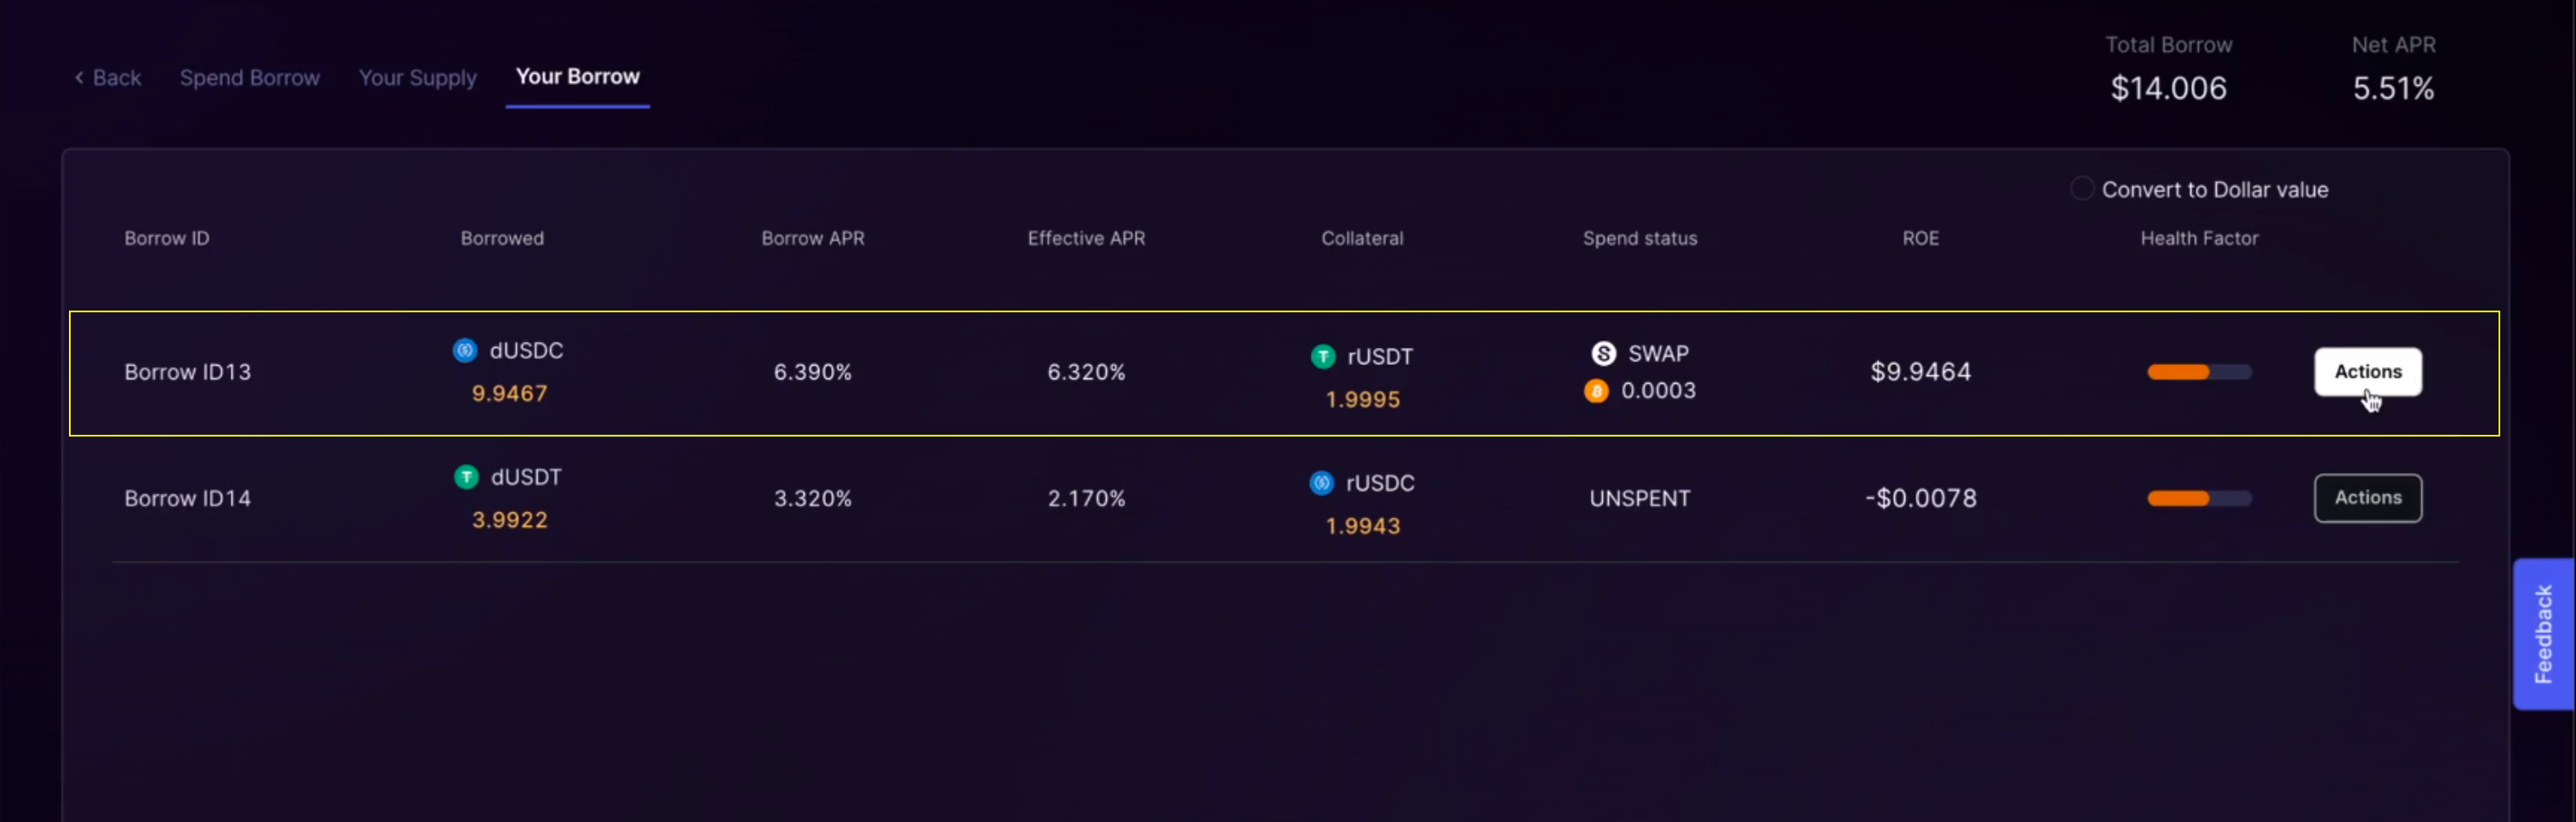 Back Spend Borrow Your Supply Your Borrow
Total Borrow Net APR
$14.006 5.51%
Convert to Dollar value
Borrow ID Borrowed Borrow APR Effective APR Collateral Spend status ROE Health Factor
Borrow ID13 dUSDC 9.9467 6.390% 6.320% rUSDT 1.9995 SWAP 0.0003 $9.9464 Actions
Borrow ID14 dUSDT 3.9922 3.320% 2.170% rUSDC 1.9943 UNSPENT -$0.0078 Actions
Feedback